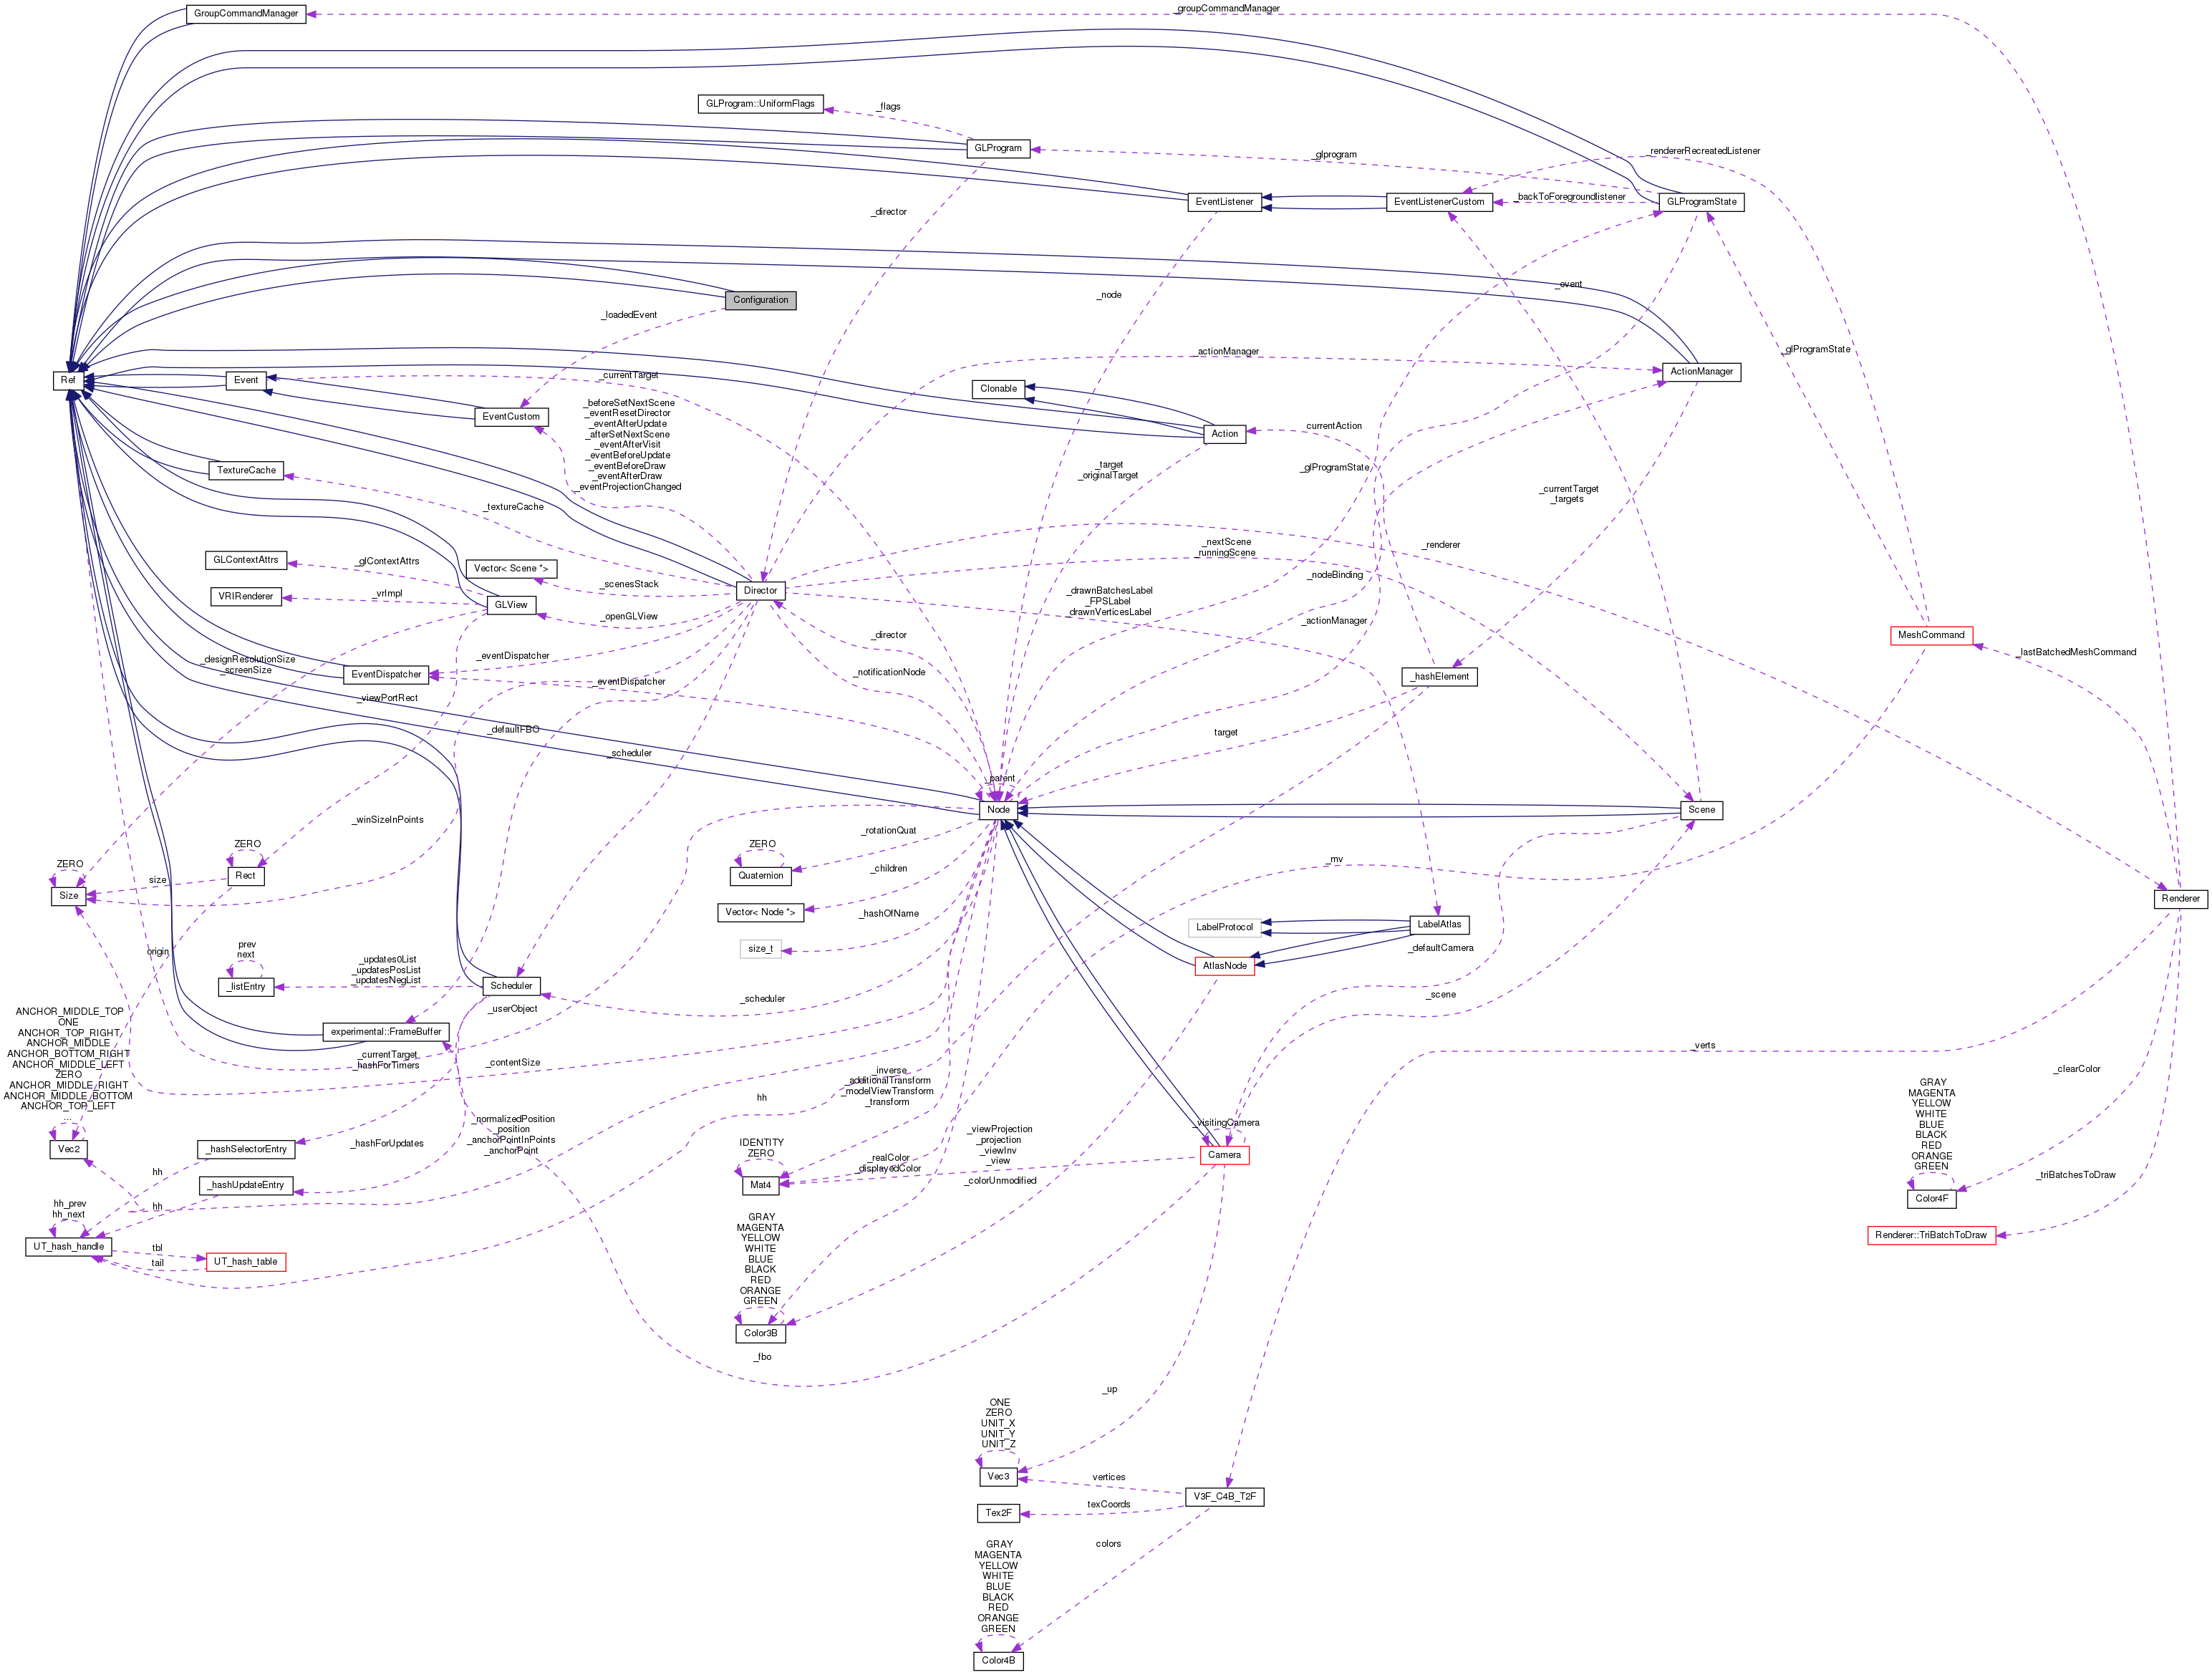 _groupCommandManager
GroupCommandManager
GLProgram::UniformFlags
_flags
GLProgram
_glprogram
_rendererRecreatedListener
_director
EventListener
EventListenerCustom
_backToForegroundlistener
GLProgramState
_node
_event
Configuration
_loadedEvent
_actionManager
_glProgramState
Ref
Event
_currentTarget
ActionManager
Clonable
EventCustom
_beforeSetNextScene
_eventResetDirector
_eventAfterUpdate
_afterSetNextScene
_eventAfterVisit
_eventBeforeUpdate
_eventBeforeDraw
_eventAfterDraw
_eventProjectionChanged
currentAction
Action
TextureCache
_textureCache
_target
_originalTarget
_glProgramState
_currentTarget
_targets
GLContextAttrs
_glContextAttrs
Vector< Scene *>
_scenesStack
_nextScene
_runningScene
_renderer
VRIRenderer
_vrImpl
GLView
Director
_nodeBinding
_openGLView
_drawnBatchesLabel
_FPSLabel
_drawnVerticesLabel
_actionManager
_director
MeshCommand
_lastBatchedMeshCommand
_designResolutionSize
_screenSize
_eventDispatcher
EventDispatcher
_eventDispatcher
_notificationNode
_hashElement
_viewPortRect
_defaultFBO
_scheduler
target
_parent
Node
Scene
_winSizeInPoints
_rotationQuat
ZERO
Rect
ZERO
Size
size
ZERO
Quaternion
_children
_mv
Renderer
Vector< Node *>
_hashOfName
LabelProtocol
LabelAtlas
_defaultCamera
origin
prev
next
_listEntry
_updates0List
_updatesPosList
_updatesNegList
Scheduler
size_t
AtlasNode
_scheduler
_scene
_userObject
ANCHOR_MIDDLE_TOP
ONE
ANCHOR_TOP_RIGHT
ANCHOR_MIDDLE
ANCHOR_BOTTOM_RIGHT
ANCHOR_MIDDLE_LEFT
ZERO
ANCHOR_MIDDLE_RIGHT
ANCHOR_MIDDLE_BOTTOM
ANCHOR_TOP_LEFT
...
Vec2
experimental::FrameBuffer
_currentTarget
_hashForTimers
_contentSize
_inverse
_additionalTransform
_modelViewTransform
_transform
hh
_verts
_clearColor
GRAY
MAGENTA
YELLOW
WHITE
BLUE
BLACK
RED
ORANGE
GREEN
Color4F
_hashSelectorEntry
_hashForUpdates
_normalizedPosition
_position
_anchorPointInPoints
_anchorPoint
IDENTITY
ZERO
Mat4
_viewProjection
_projection
_viewInv
_view
_visitingCamera
Camera
hh
_hashUpdateEntry
_realColor
_displayedColor
_colorUnmodified
_triBatchesToDraw
hh
hh_prev
hh_next
UT_hash_handle
tbl
tail
UT_hash_table
GRAY
MAGENTA
YELLOW
WHITE
BLUE
BLACK
RED
ORANGE
GREEN
Color3B
Renderer::TriBatchToDraw
_fbo
_up
ONE
ZERO
UNIT_X
UNIT_Y
UNIT_Z
Vec3
vertices
V3F_C4B_T2F
texCoords
Tex2F
colors
GRAY
MAGENTA
YELLOW
WHITE
BLUE
BLACK
RED
ORANGE
GREEN
Color4B